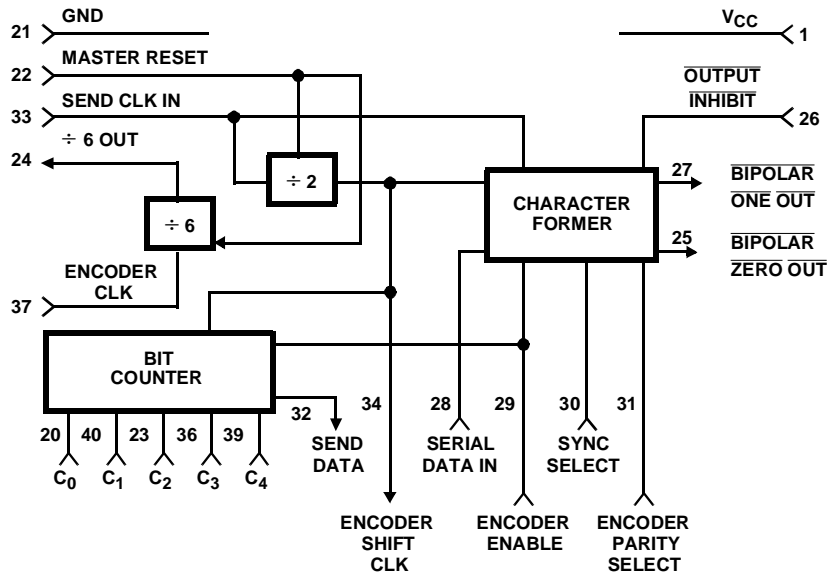 21 GND
V_CC 1
22 MASTER RESET
33 SEND CLK IN
OUTPUT
INHIBIT 26
÷ 6 OUT
24
÷ 2
÷ 6
CHARACTER
FORMER
27 BIPOLAR
ONE OUT
25 BIPOLAR
ZERO OUT
ENCODER
CLK
37
BIT
COUNTER
20 40 23 36 39 32 34 28 29 30 31
C0 C1 C2 C3 C4
SEND
DATA
SERIAL
DATA IN
SYNC
SELECT
ENCODER
SHIFT
CLK
ENCODER
ENABLE
ENCODER
PARITY
SELECT